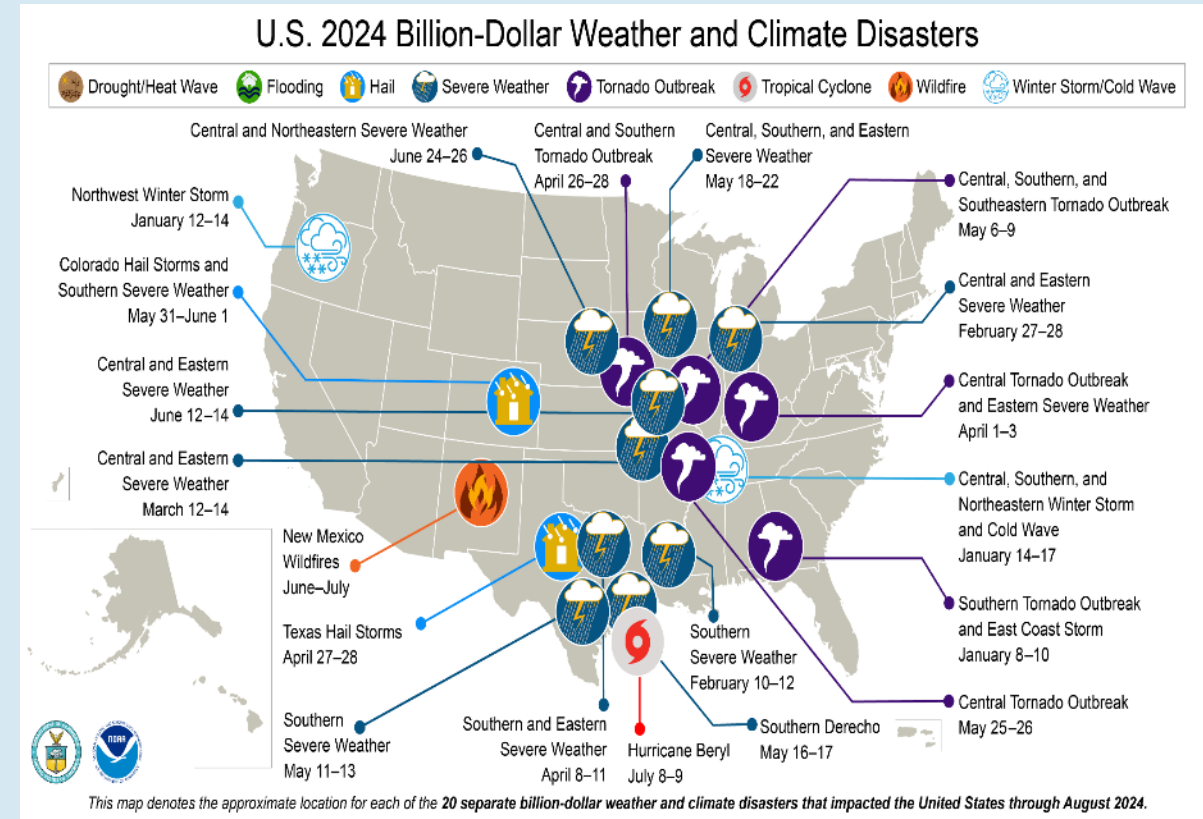 U.S. 2024 Billion-Dollar Weather and Climate Disasters
Drought/Heat Wave
Flooding
Hail
Severe Weather
Tornado Outbreak
Tropical Cyclone
Wildfire
Winter Storm/Cold Wave
Central and Northeastern Severe Weather
June 24–26
Central and Southern
Tornado Outbreak
April 26–28
Central, Southern, and Eastern
Severe Weather
May 18–22
Northwest Winter Storm
January 12–14
Colorado Hail Storms and
Southern Severe Weather
May 31–June 1
Central and Eastern
Severe Weather
June 12–14
Central and Eastern
Severe Weather
March 12–14
New Mexico
Wildfires
June–July
Texas Hail Storms
April 27–28
Southern
Severe Weather
May 11–13
Southern and Eastern
Severe Weather
April 8–11
Hurricane Beryl
July 8–9
Southern Derecho
May 16–17
Southern
Severe Weather
February 10–12
Central, Southern, and
Southeastern Tornado Outbreak
May 6–9
Central and Eastern
Severe Weather
February 27–28
Central Tornado Outbreak
and Eastern Severe Weather
April 1–3
Central, Southern, and
Northeastern Winter Storm
and Cold Wave
January 14–17
Southern Tornado Outbreak
and East Coast Storm
January 8–10
Central Tornado Outbreak
May 25–26
NOAA
This map denotes the approximate location for each of the 20 separate billion-dollar weather and climate disasters that impacted the United States through August 2024.